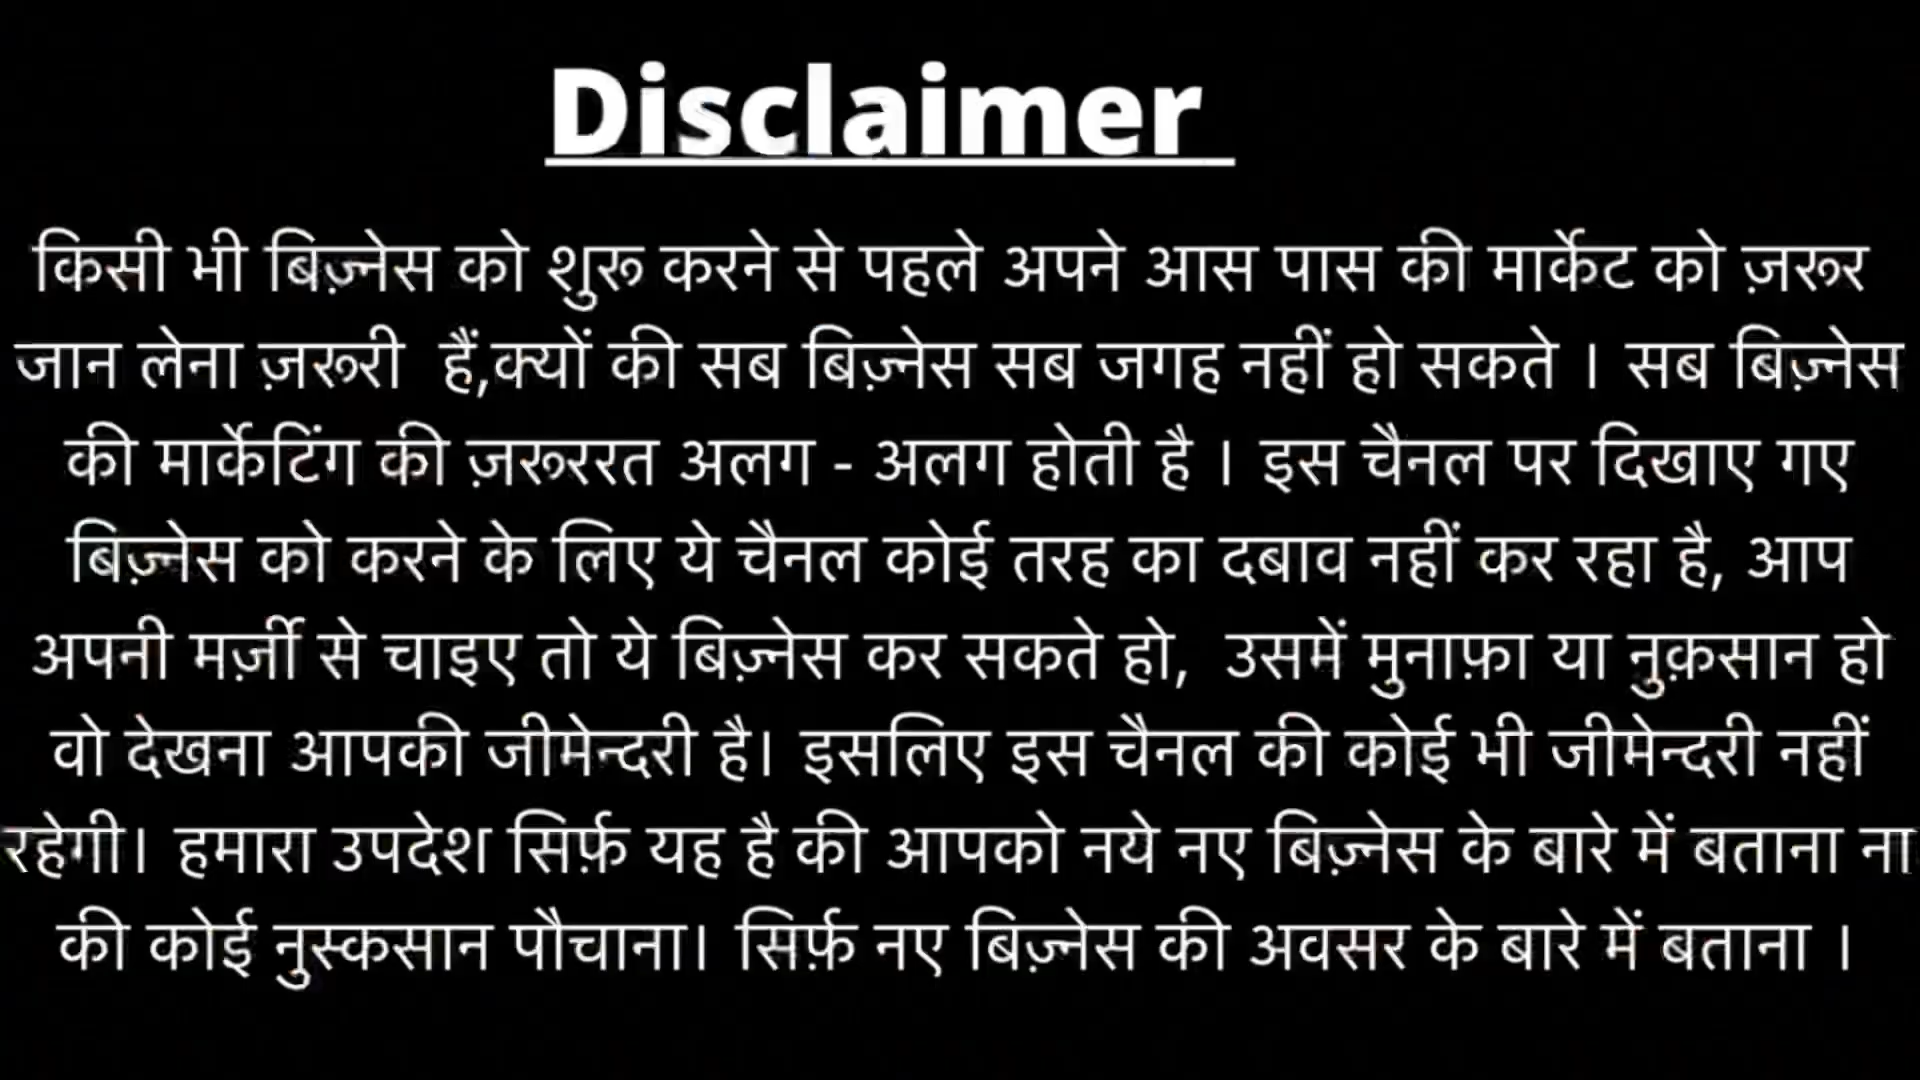 Disclaimer
किसी भी बिज़्नेस को शुरू करने से पहले अपने आस पास की मार्केट को ज़रूर
जान लेना ज़रूरी हैं,क्यों की सब बिज़्नेस सब जगह नहीं हो सकते । सब बिज़्नेस
की मार्केटिंग की ज़रूररत अलग - अलग होती है । इस चैनल पर दिखाए गए
बिज़्नेस को करने के लिए ये चैनल कोई तरह का दबाव नहीं कर रहा है, आप
अपनी मर्ज़ी से चाइए तो ये बिज़्नेस कर सकते हो, उसमें मुनाफ़ा या नुक़सान हो
वो देखना आपकी जीमेन्दरी है। इसलिए इस चैनल की कोई भी जीमेन्दरी नहीं
रहेगी। हमारा उपदेश सिर्फ़ यह है की आपको नये नए बिज़्नेस के बारे में बताना ना
की कोई नुस्कसान पौचाना। सिर्फ़ नए बिज़्नेस की अवसर के बारे में बताना ।